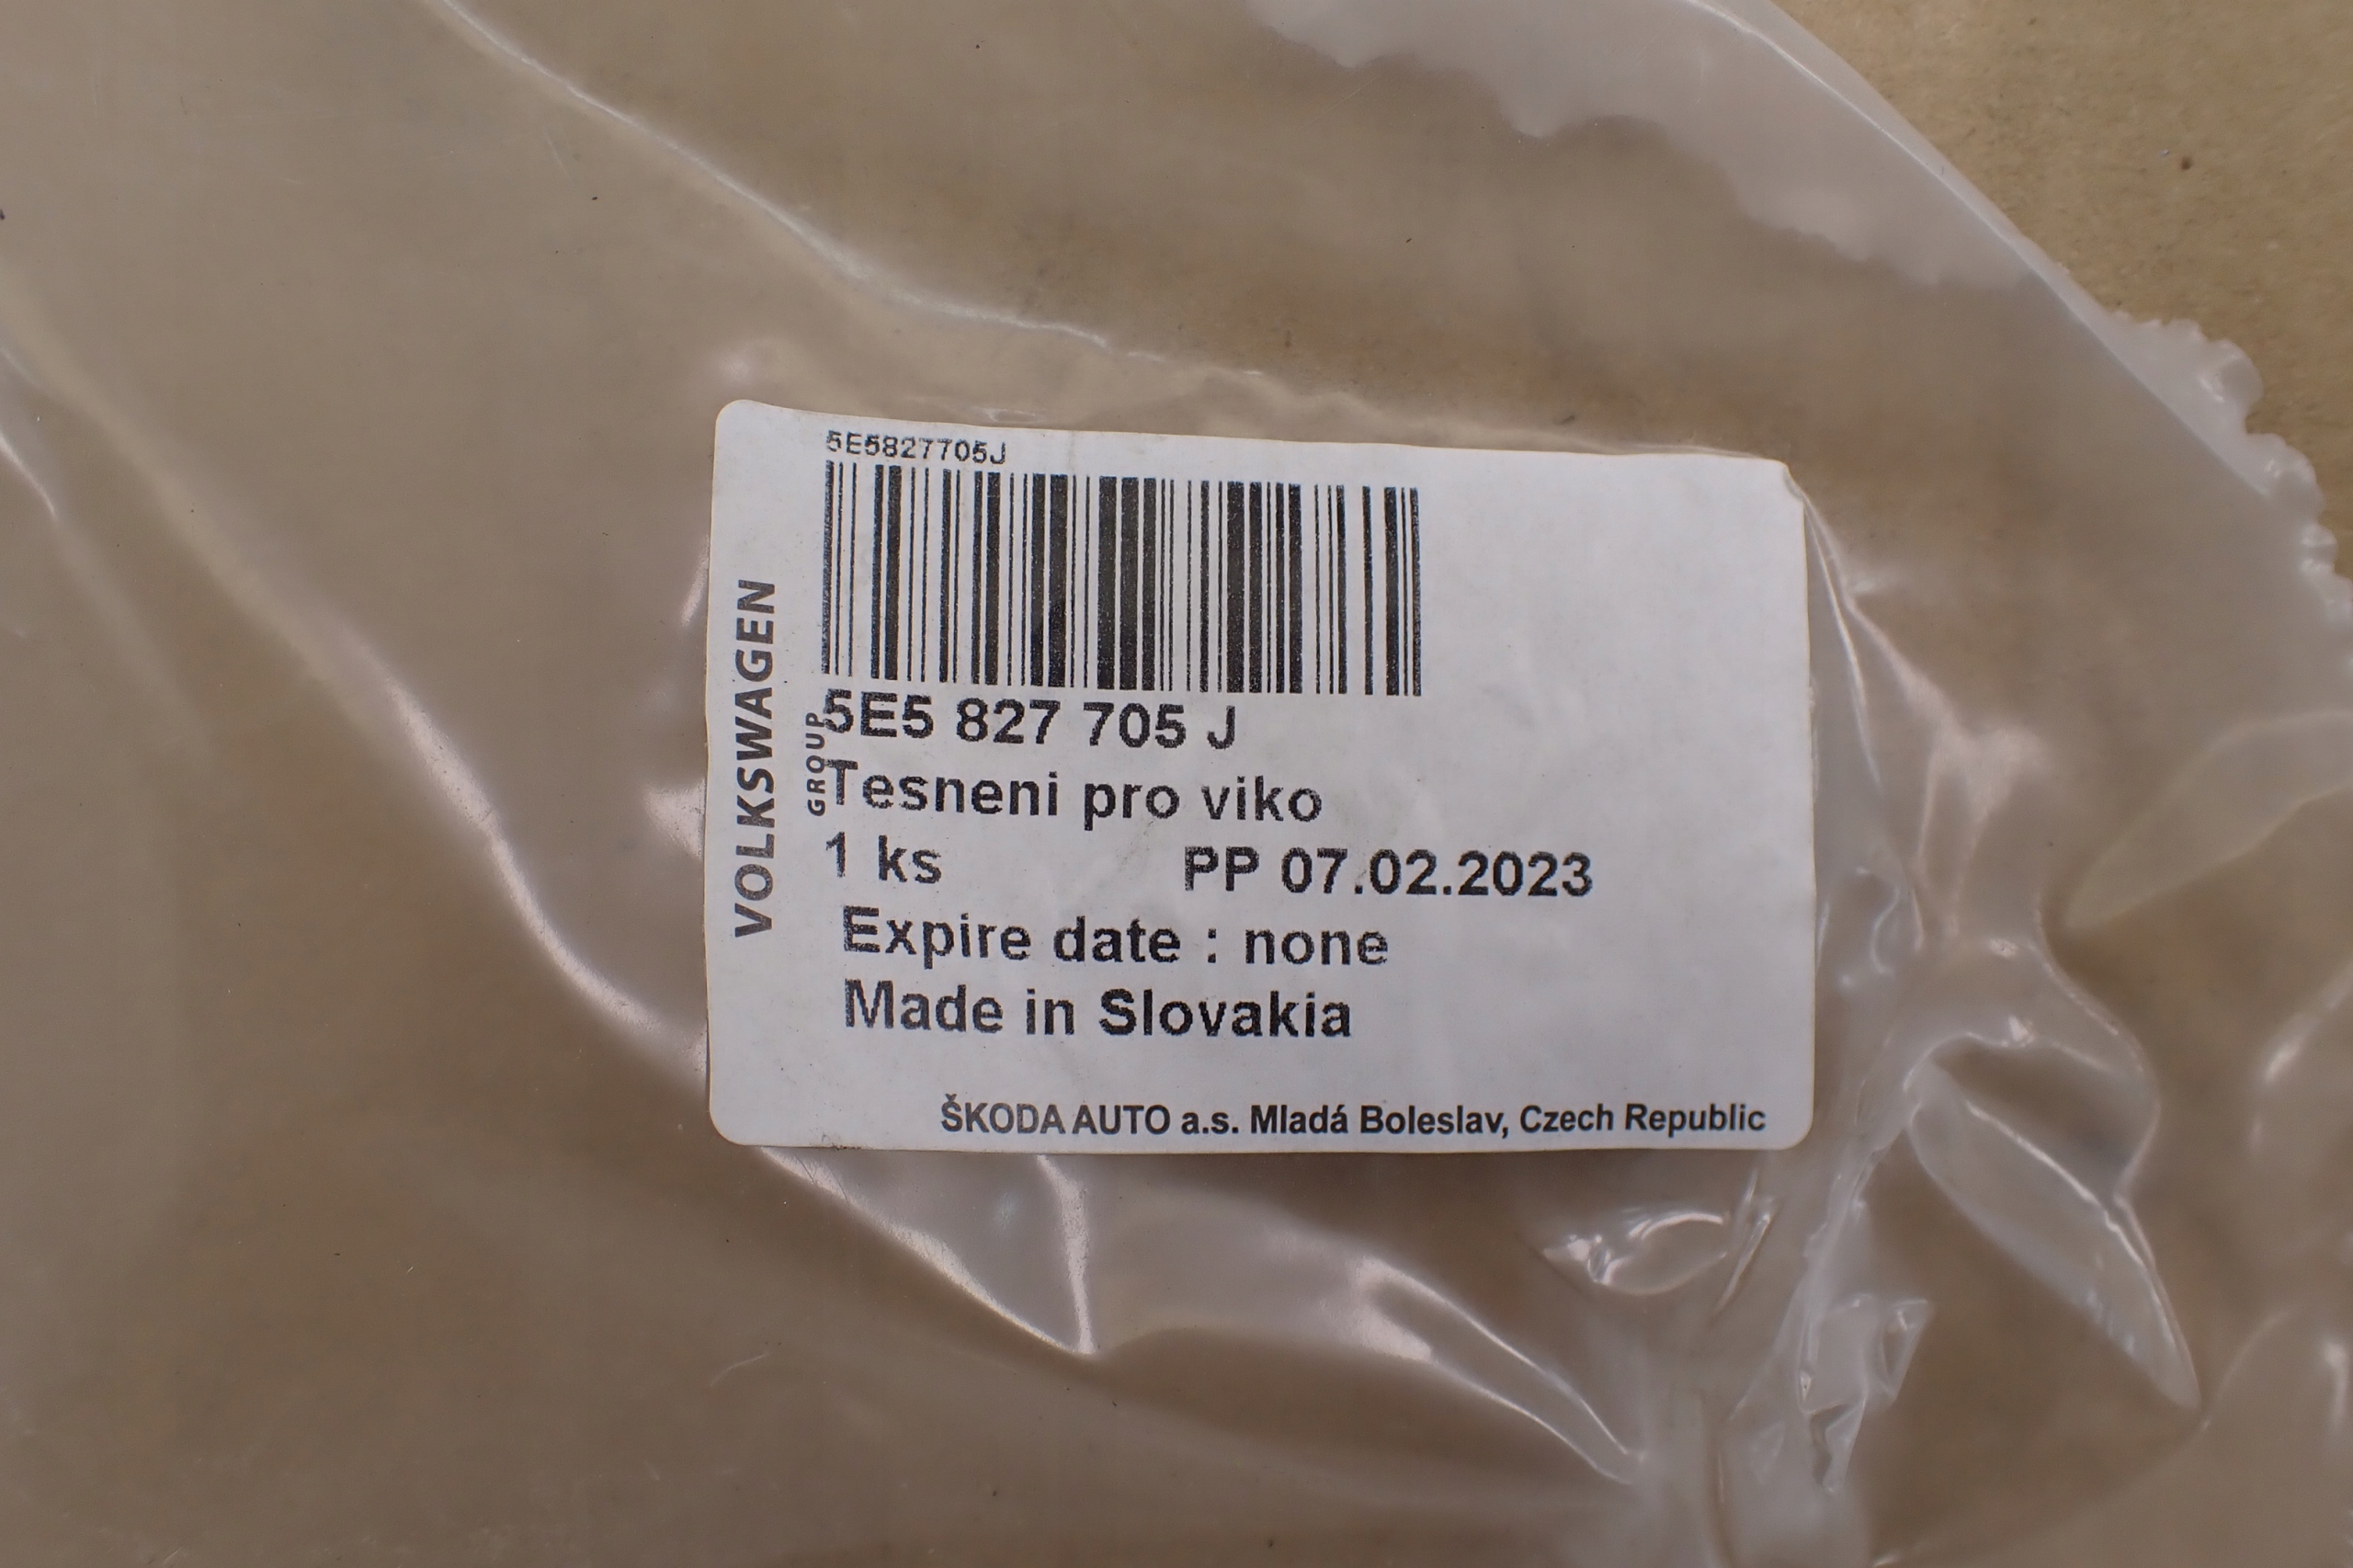 5E5827705J
VOLKSWAGEN
GROUP
5E5 827 705 J
Tesneni pro viko
1 ks PP 07.02.2023
Expire date : none
Made in Slovakia
ŠKODA AUTO a.s. Mladá Boleslav, Czech Republic